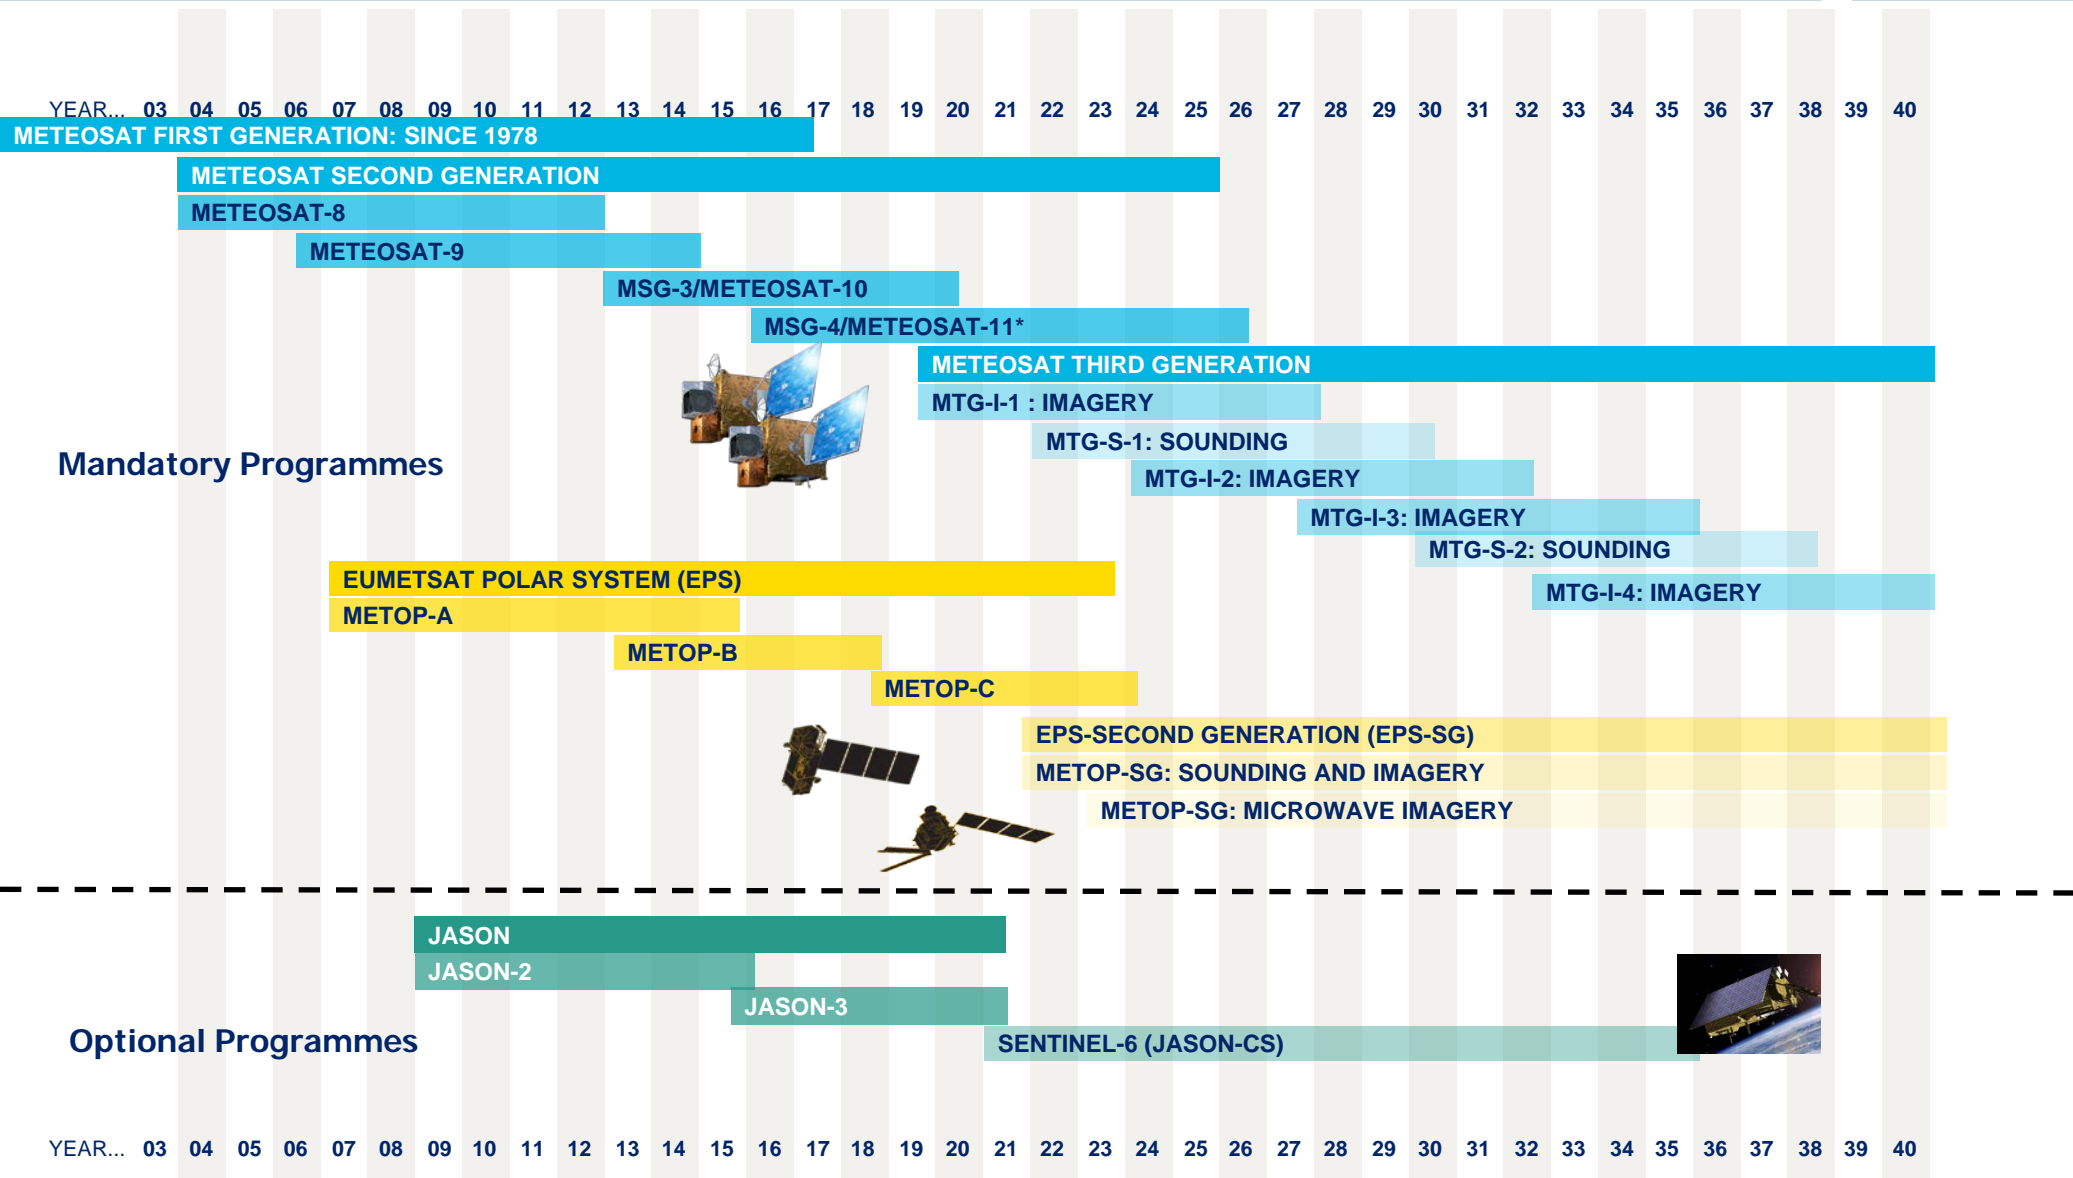 YEAR... 03 04 05 06 07 08 09 10 11 12 13 14 15 16 17 18 19 20 21 22 23 24 25 26 27 28 29 30 31 32 33 34 35 36 37 38 39 40
METEOSAT FIRST GENERATION: SINCE 1978
METEOSAT SECOND GENERATION
METEOSAT-8
METEOSAT-9
MSG-3/METEOSAT-10
MSG-4/METEOSAT-11*
METEOSAT THIRD GENERATION
MTG-I-1 : IMAGERY
MTG-S-1: SOUNDING
Mandatory Programmes
MTG-I-2: IMAGERY
MTG-I-3: IMAGERY
MTG-S-2: SOUNDING
EUMETSAT POLAR SYSTEM (EPS)
MTG-I-4: IMAGERY
METOP-A
METOP-B
METOP-C
EPS-SECOND GENERATION (EPS-SG)
METOP-SG: SOUNDING AND IMAGERY
METOP-SG: MICROWAVE IMAGERY
JASON
JASON-2
JASON-3
Optional Programmes
SENTINEL-6 (JASON-CS)
YEAR... 03 04 05 06 07 08 09 10 11 12 13 14 15 16 17 18 19 20 21 22 23 24 25 26 27 28 29 30 31 32 33 34 35 36 37 38 39 40